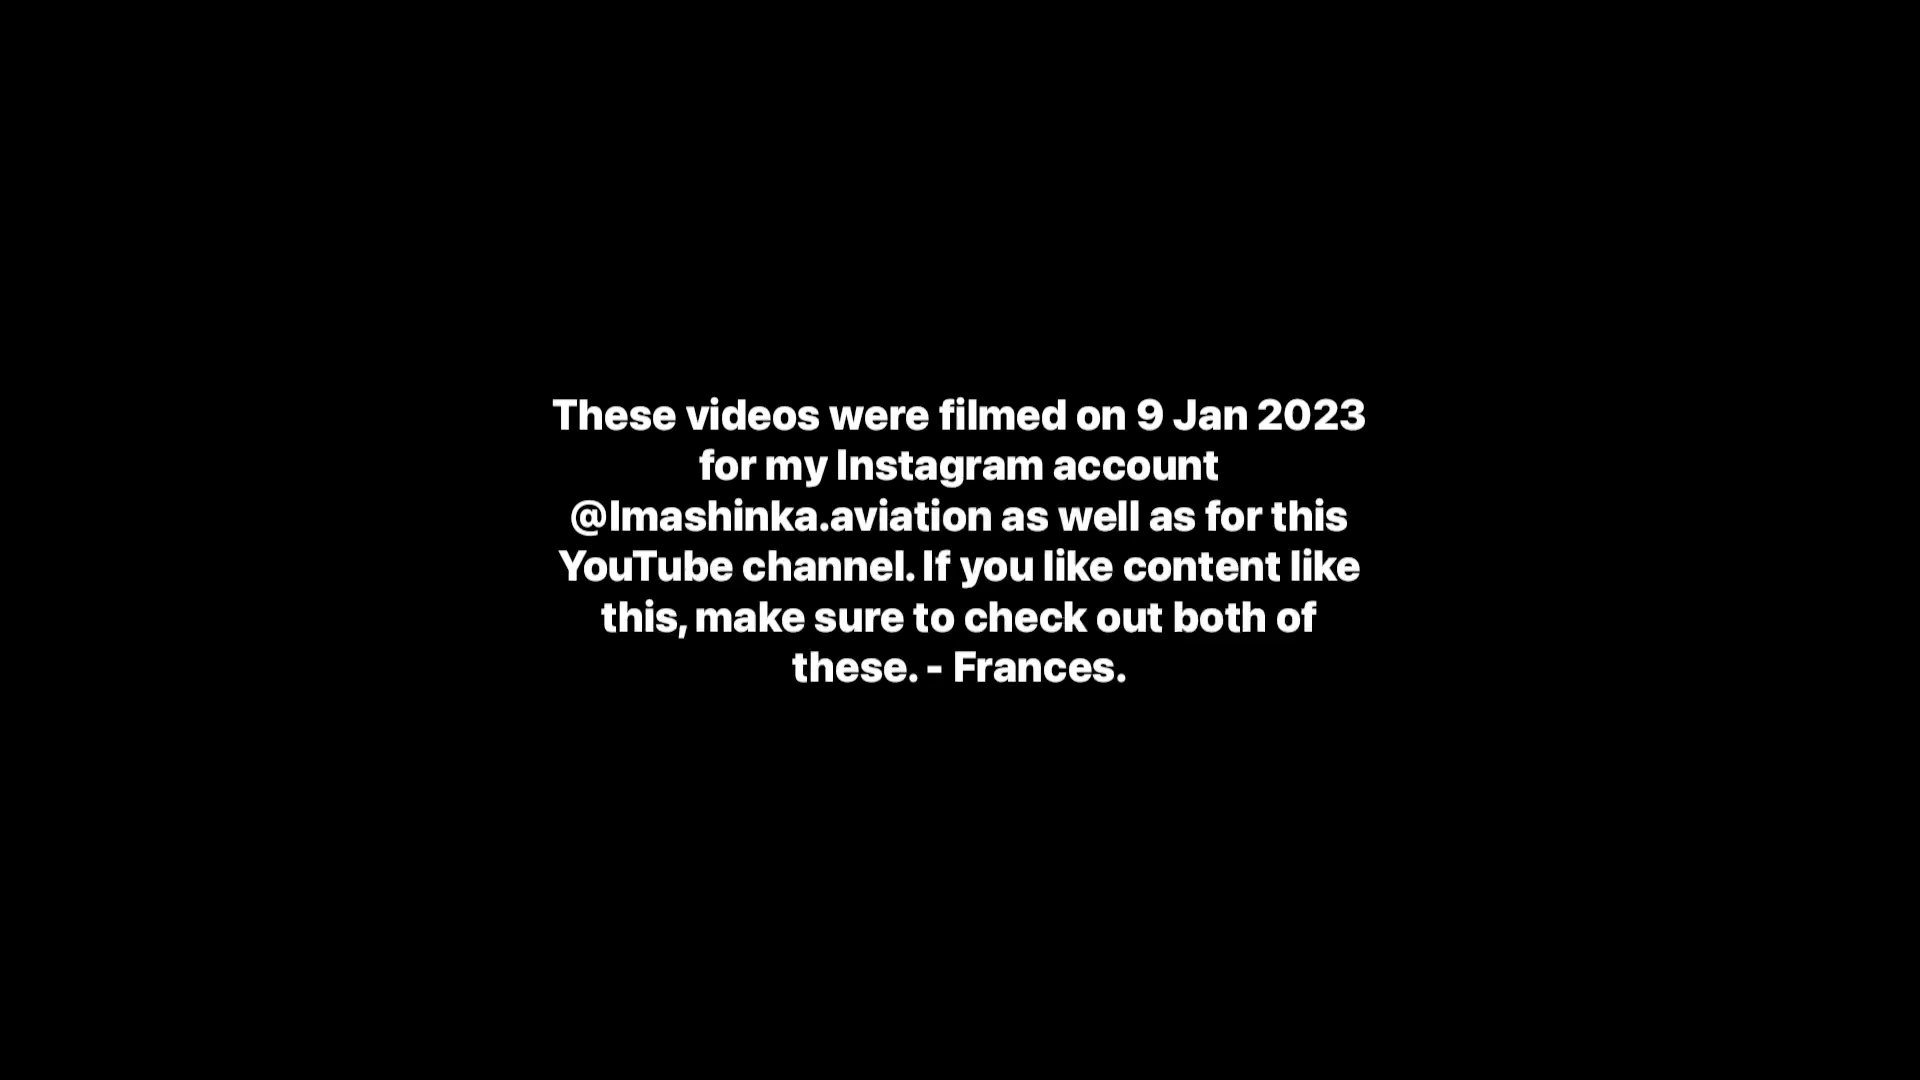 These videos were filmed on 9 Jan 2023
for my Instagram account
@Imashinka.aviation as well as for this
YouTube channel. If you like content like
this, make sure to check out both of
these. - Frances.